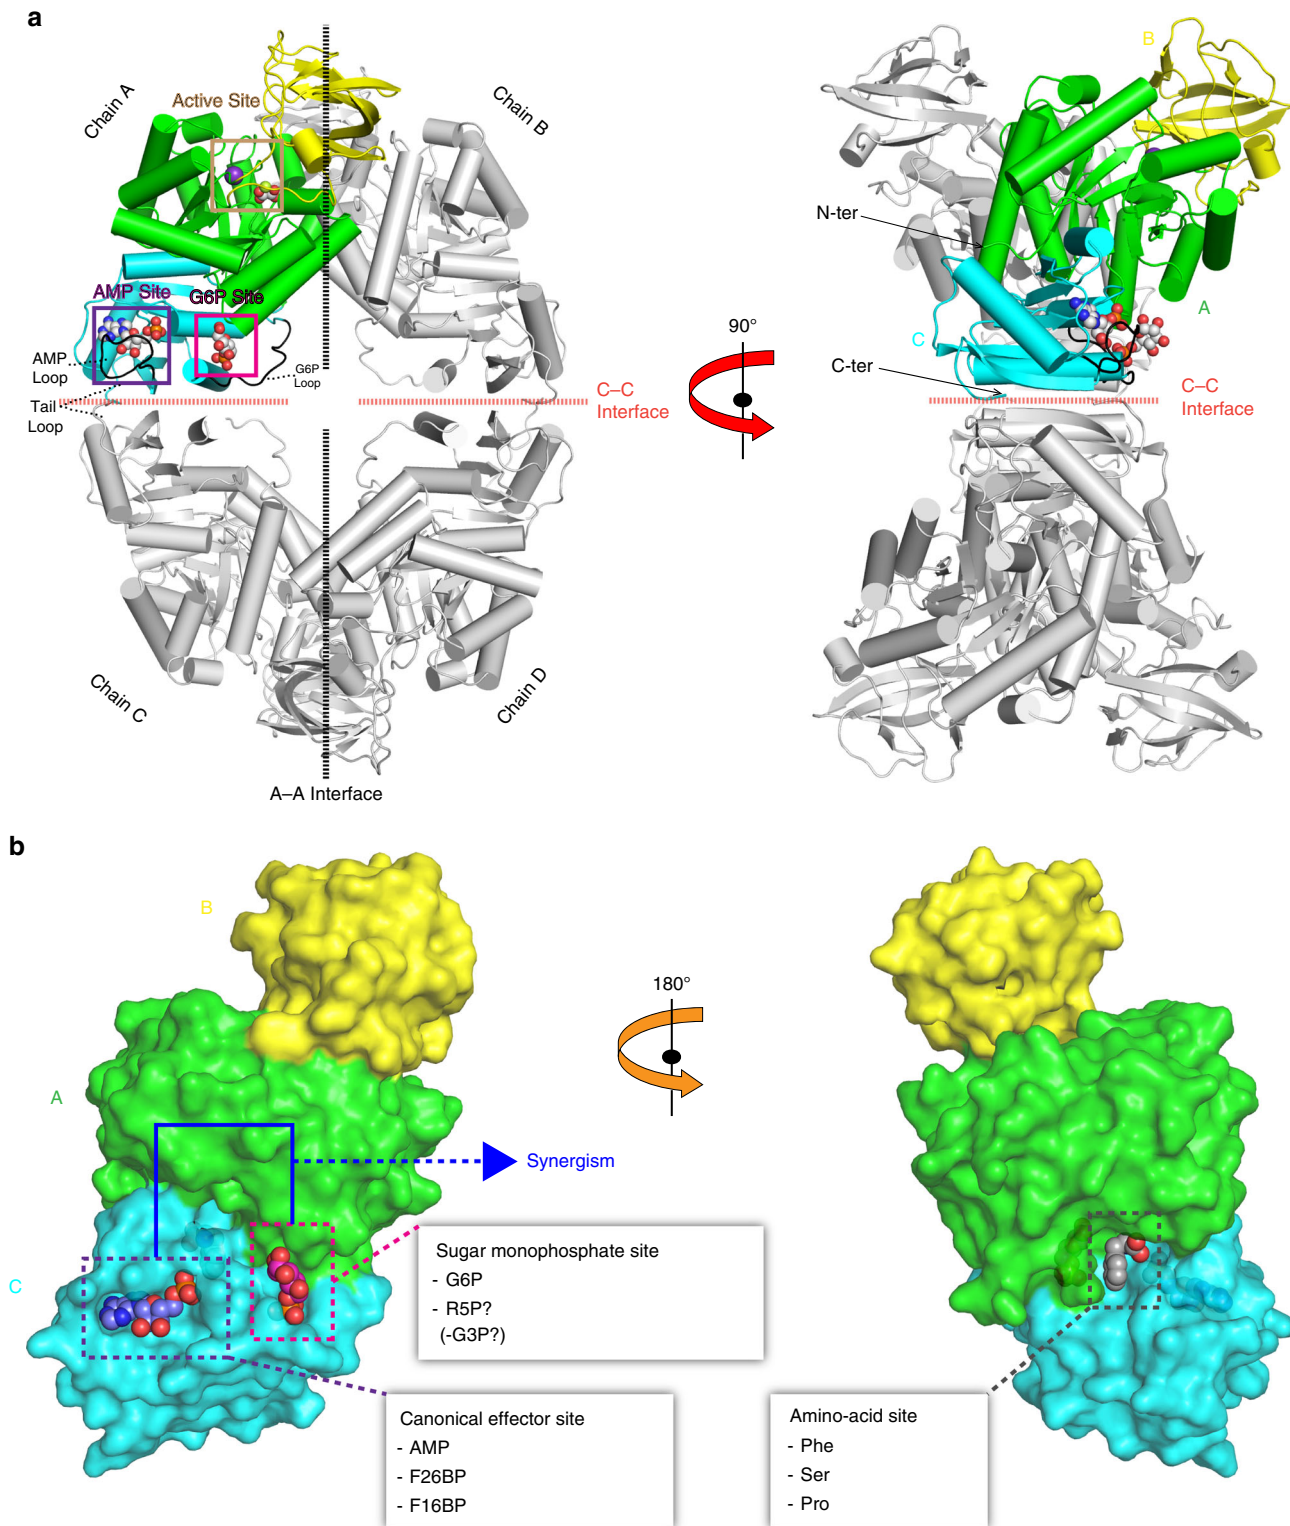 a
Chain A
Active Site
Chain B
AMP Site
G6P Site
AMP
Loop
G6P
Loop
Tail
Loop
C–C
Interface
Chain C
Chain D
A–A Interface
90°
B
N-ter
A
C
C-ter
C–C
Interface
b
B
A
C
180°
Synergism
Sugar monophosphate site
- G6P
- R5P?
(-G3P?)
Canonical effector site
- AMP
- F26BP
- F16BP
Amino-acid site
- Phe
- Ser
- Pro